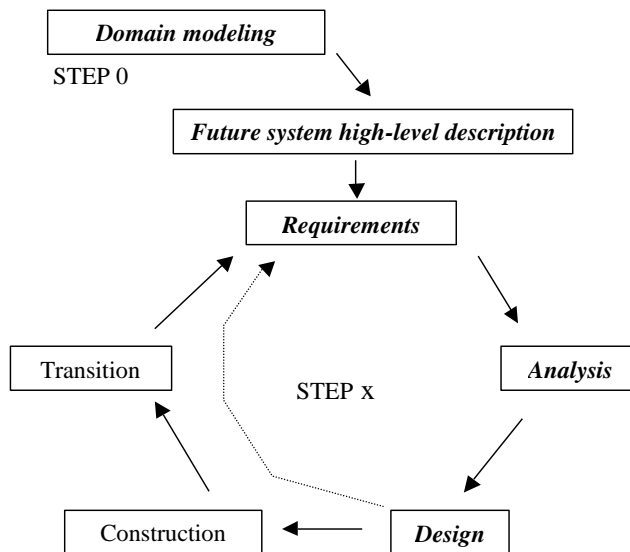 Domain modeling
STEP 0
Future system high-level description
Requirements
Transition
Analysis
STEP x
Construction
Design